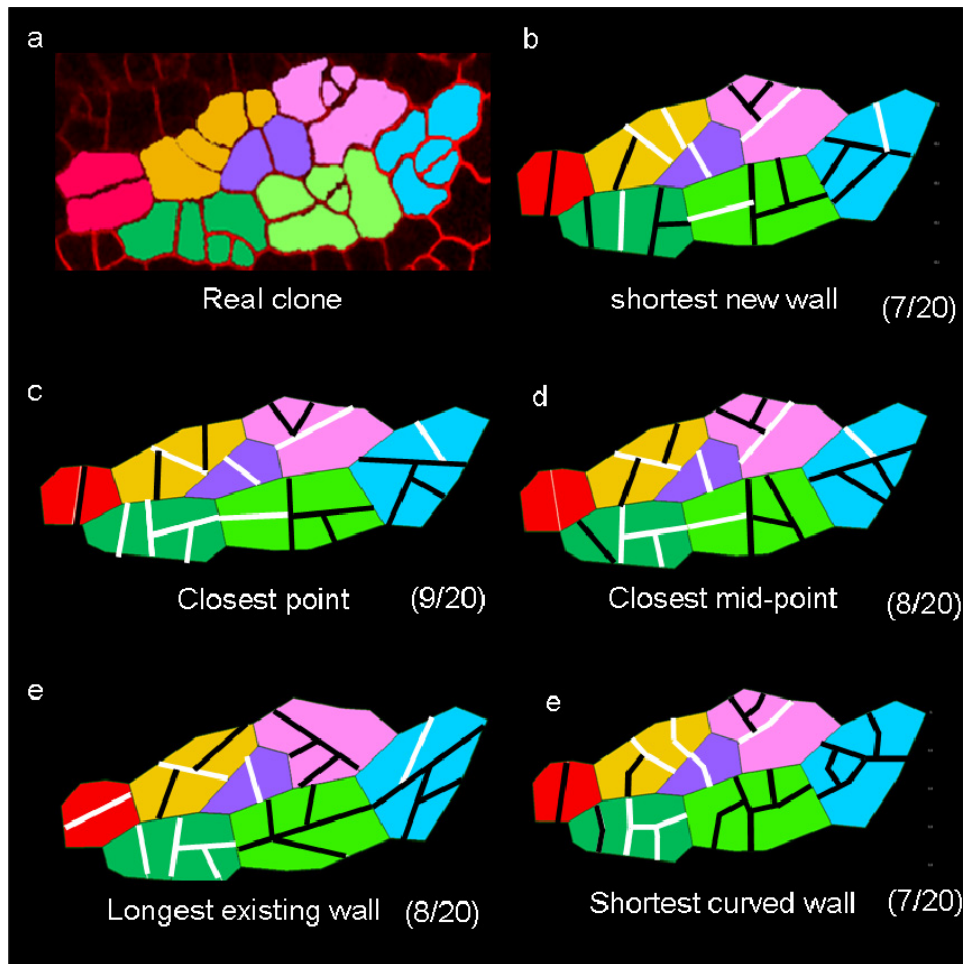 a
Real clone
b
shortest new wall (7/20)
c
Closest point (9/20)
d
Closest mid-point (8/20)
e
Longest existing wall (8/20)
e
Shortest curved wall (7/20)